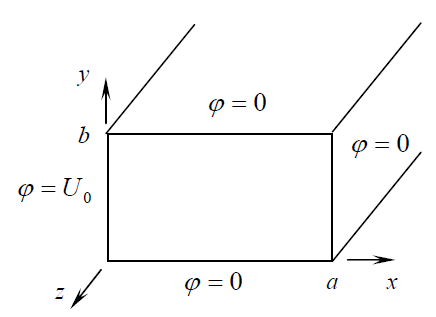 y
φ = 0
b
φ = 0
φ = U₀
z
φ = 0
a
x